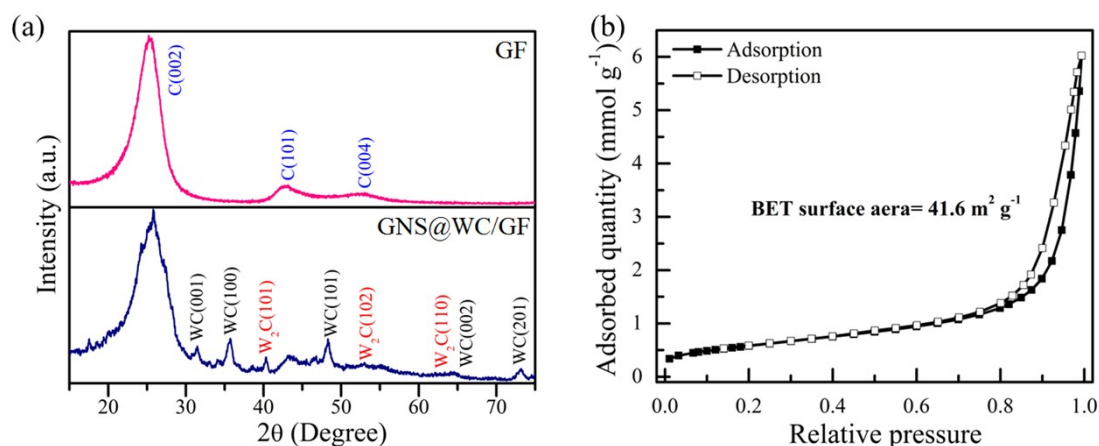 (a)
GF
C(002)
C(101)
C(004)
GNS@WC/GF
WC(001)
WC(100)
W₂C(101)
WC(101)
W₂C(102)
W₂C(110)
WC(002)
WC(201)
Intensity (a.u.)
20 30 40 50 60 70
2θ (Degree)
(b)
Adsorption
Desorption
BET surface aera= 41.6 m² g⁻¹
Adsorbed quantity (mmol g⁻¹)
6
5
4
3
2
1
0
0.0 0.2 0.4 0.6 0.8 1.0
Relative pressure